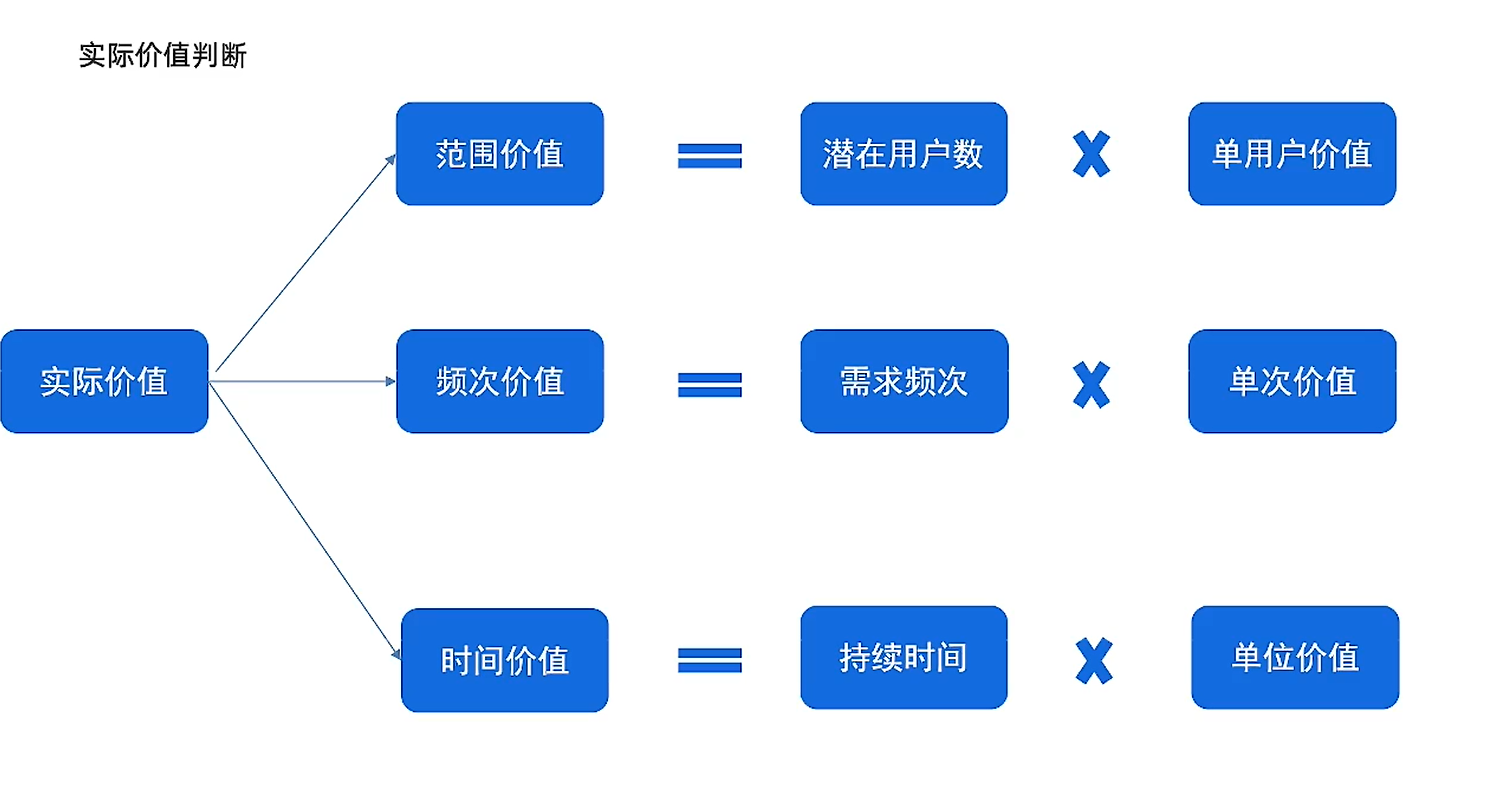 实际价值判断
范围价值 = 潜在用户数 × 单用户价值
实际价值
频次价值 = 需求频次 × 单次价值
时间价值 = 持续时间 × 单位价值